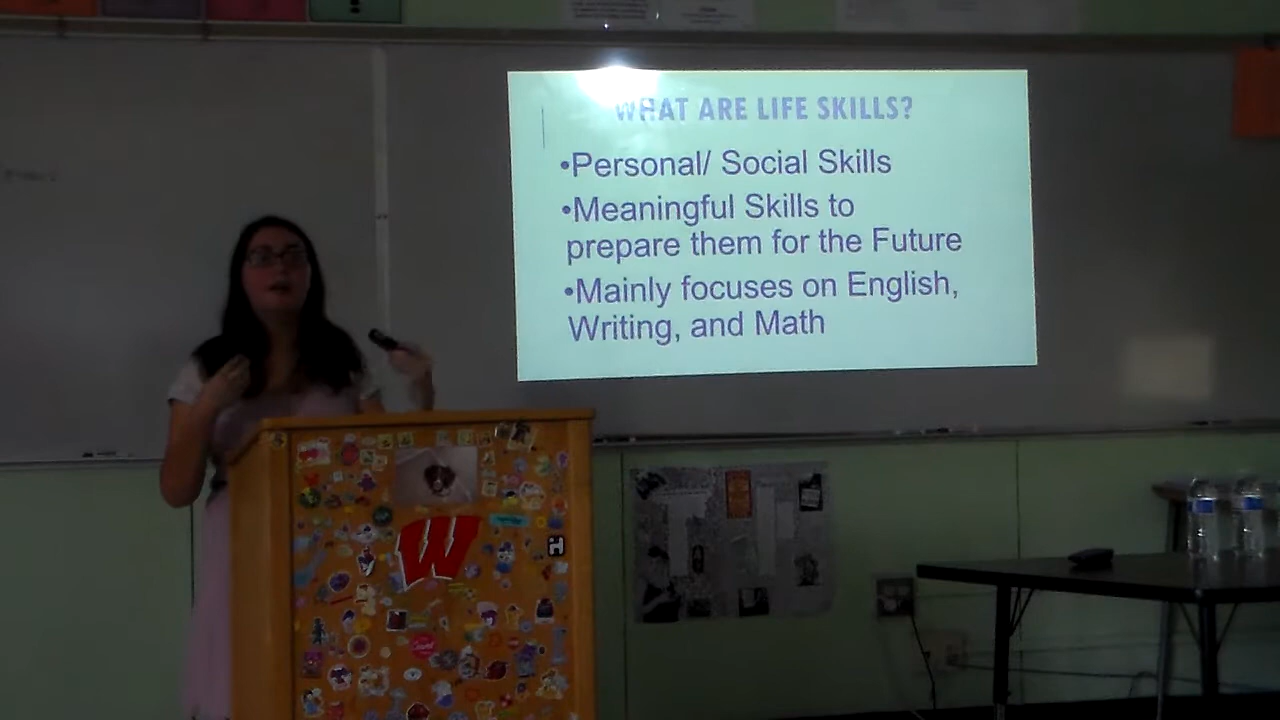 WHAT ARE LIFE SKILLS?
•Personal/ Social Skills
•Meaningful Skills to
prepare them for the Future
•Mainly focuses on English,
Writing, and Math
W
H